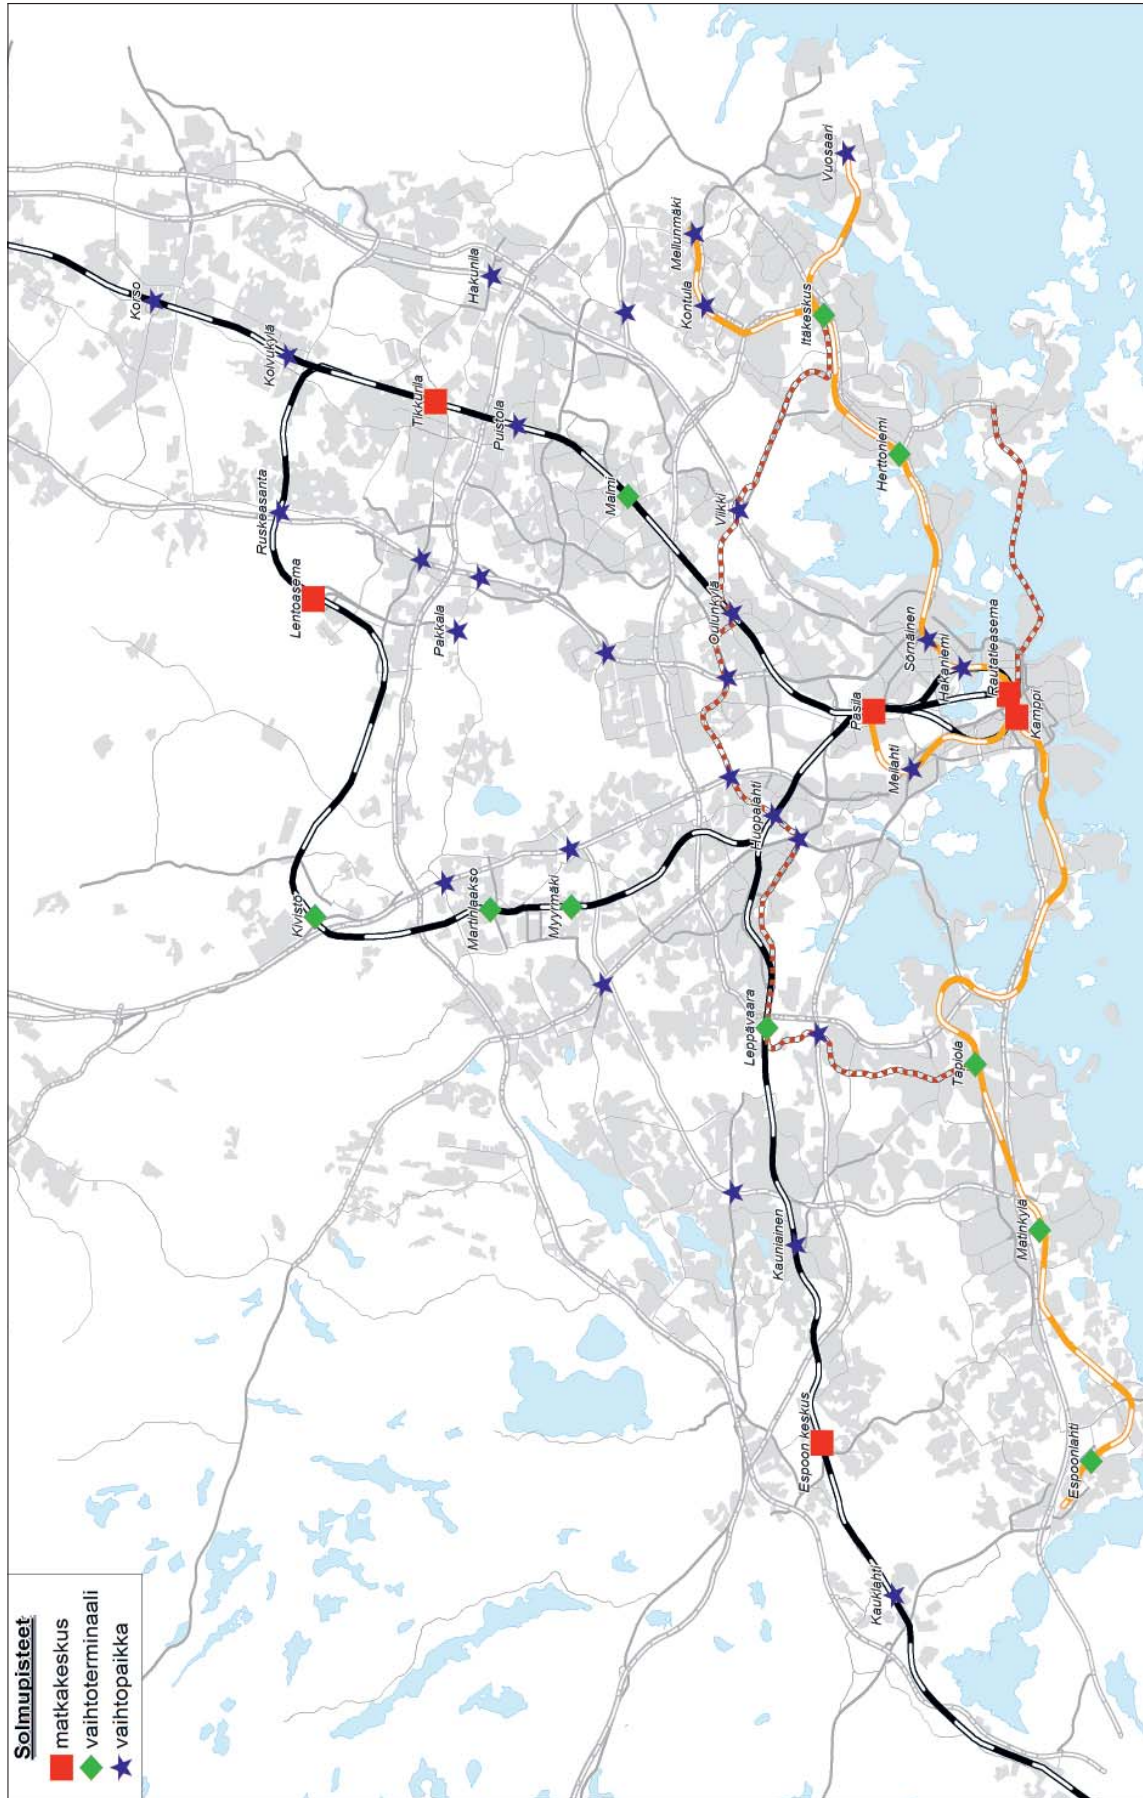 Solmupisteet
matkakeskus
vaihtoterminaali
vaihtopaikka
Kauklahti
Espoon keskus
Espoonlahti
Kauniainen
Matinkylä
Tapiola
Leppävaara
Kivistö
Martinlaakso
Myyrmäki
Huopalahti
Meilahti
Pasila
Kamppi
Rautatieasema
Hakaniemi
Sörnäinen
Oulunkylä
Pakkala
Lentoasema
Ruskeasanta
Viikki
Malmi
Puistola
Tikkurila
Koivukylä
Korso
Hakunila
Herttoniemi
Itäkeskus
Kontula
Mellunmäki
Vuosaari